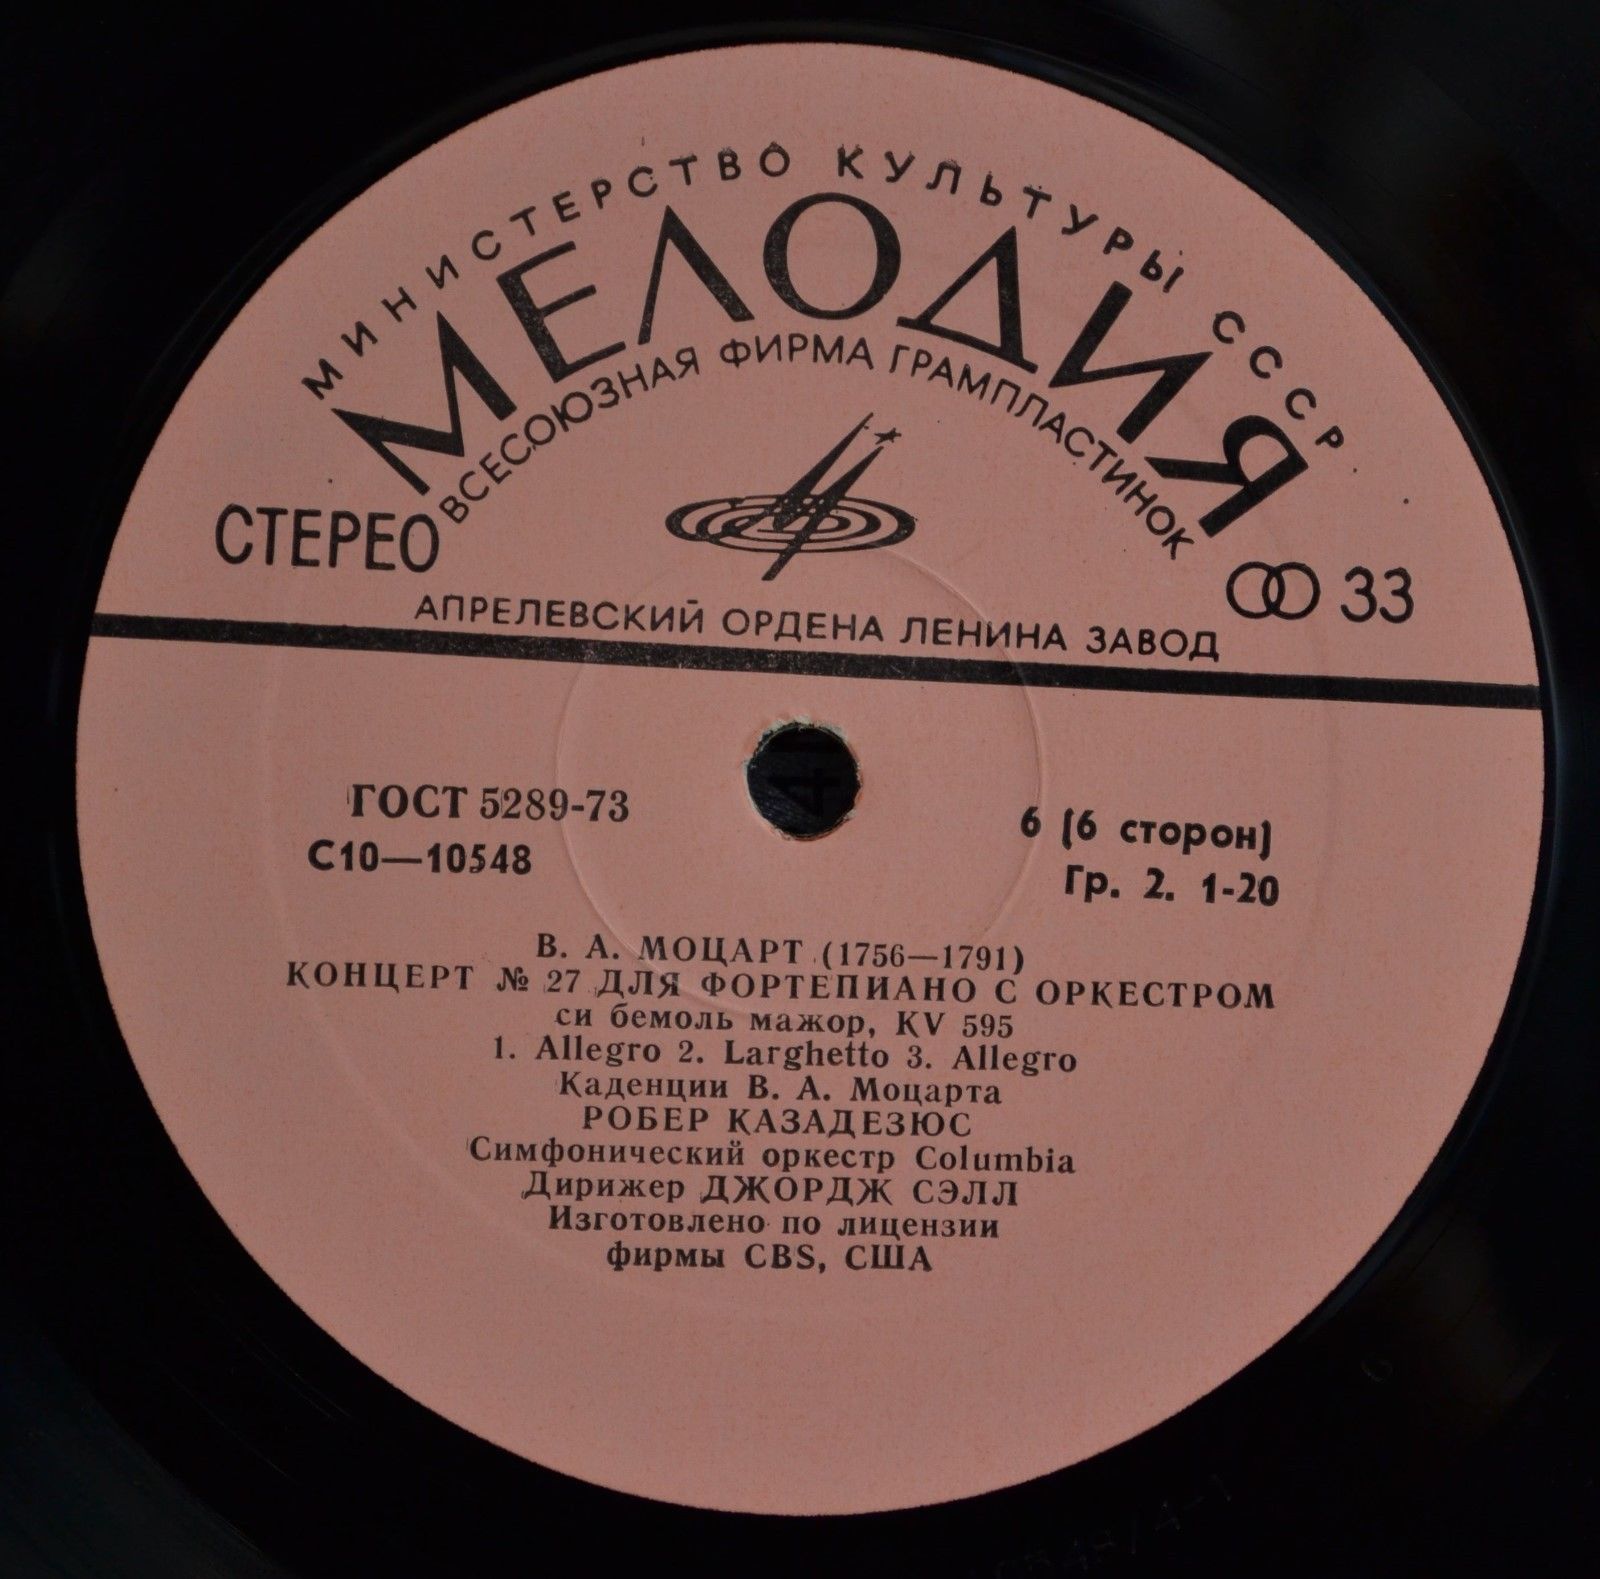 МИНИСТЕРСТВО КУЛЬТУРЫ СССР
МЕЛОДИЯ
ВСЕСОЮЗНАЯ ФИРМА ГРАМПЛАСТИНОК
СТЕРЕО
33
АПРЕЛЕВСКИЙ ОРДЕНА ЛЕНИНА ЗАВОД
ГОСТ 5289-73
С10—10548
6 (6 сторон)
Гр. 2. 1-20
В. А. МОЦАРТ (1756—1791)
КОНЦЕРТ № 27 ДЛЯ ФОРТЕПИАНО С ОРКЕСТРОМ
си бемоль мажор, KV 595
1. Allegro 2. Larghetto 3. Allegro
Каденции В. А. Моцарта
РОБЕР КАЗАДЕЗЮС
Симфонический оркестр Columbia
Дирижер ДЖОРДЖ СЭЛЛ
Изготовлено по лицензии
фирмы CBS, США